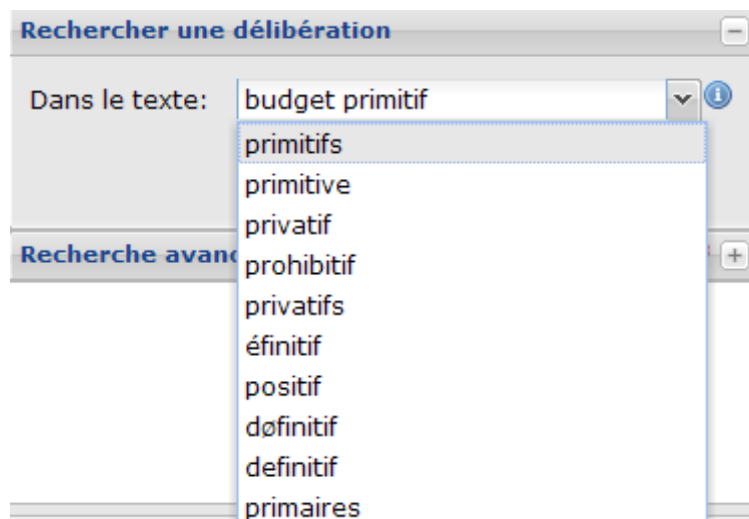 Rechercher une délibération
Dans le texte: budget primitif
primitifs
primitive
privatif
Recherche avanc
prohibitif
privatifs
éfinitif
positif
døfinitif
definitif
primaires